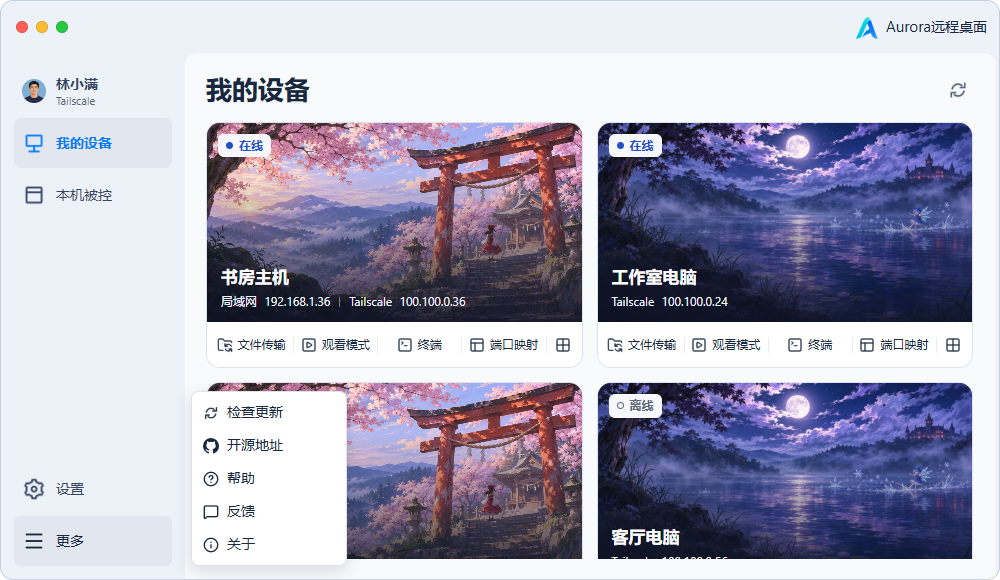 Aurora远程桌面
林小满
Tailscale
我的设备
本机被控
设置
更多
我的设备
在线
书房主机
局域网 192.168.1.36 | Tailscale 100.100.0.36
文件传输 观看模式 终端 端口映射
在线
工作室电脑
Tailscale 100.100.0.24
文件传输 观看模式 终端 端口映射
检查更新
开源地址
帮助
反馈
关于
离线
客厅电脑